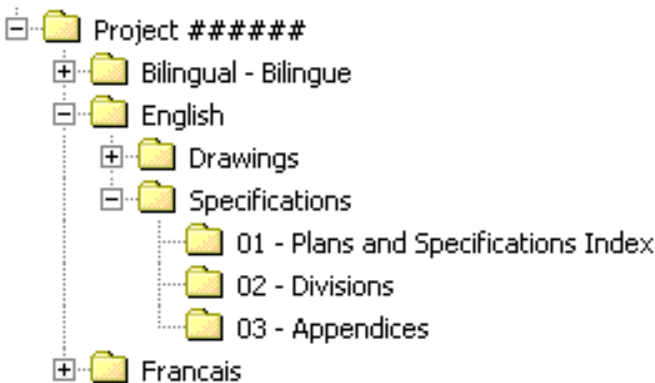 Project ######
Bilingual - Bilingue
English
Drawings
Specifications
01 - Plans and Specifications Index
02 - Divisions
03 - Appendices
Francais